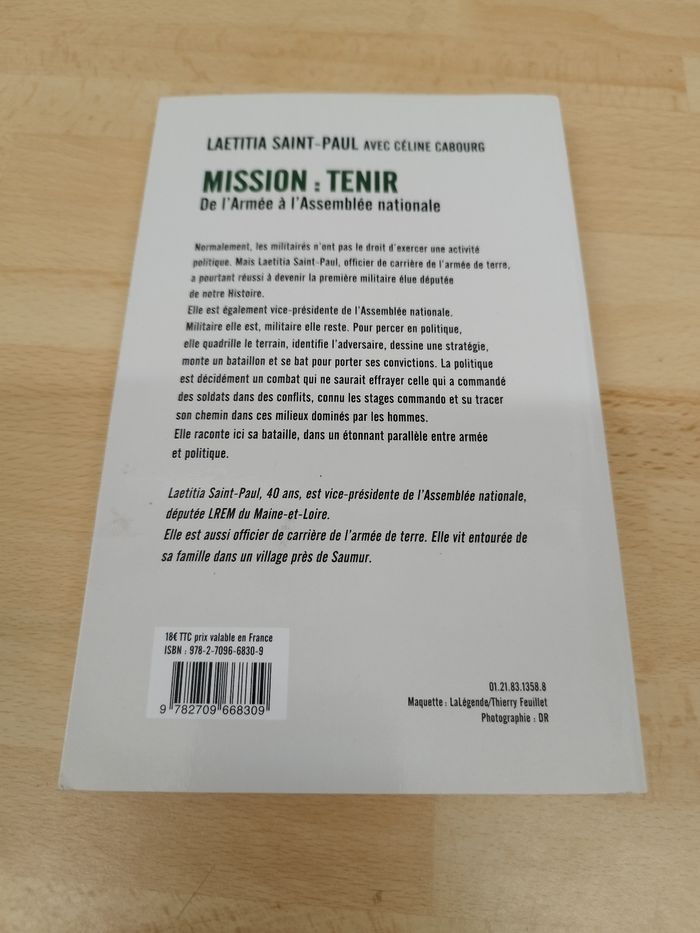 LAETITIA SAINT-PAUL AVEC CÉLINE CABOURG
MISSION : TENIR
De l'Armée à l'Assemblée nationale
Normalement, les militaires n'ont pas le droit d'exercer une activité
politique. Mais Laetitia Saint-Paul, officier de carrière de l'armée de terre,
a pourtant réussi à devenir la première militaire élue députée
de notre Histoire.
Elle est également vice-présidente de l'Assemblée nationale.
Militaire elle est, militaire elle reste. Pour percer en politique,
elle quadrille le terrain, identifie l'adversaire, dessine une stratégie,
monte un bataillon et se bat pour porter ses convictions. La politique
est décidément un combat qui ne saurait effrayer celle qui a commandé
des soldats dans des conflits, connu les stages commando et su tracer
son chemin dans ces milieux dominés par les hommes.
Elle raconte ici sa bataille, dans un étonnant parallèle entre armée
et politique.
Laetitia Saint-Paul, 40 ans, est vice-présidente de l'Assemblée nationale,
députée LREM du Maine-et-Loire.
Elle est aussi officier de carrière de l'armée de terre. Elle vit entourée de
sa famille dans un village près de Saumur.
18€ TTC prix valable en France
ISBN : 978-2-7096-6830-9
9 782709 668309
01.21.83.1358.8
Maquette : LaLégende/Thierry Feuillet
Photographie : DR